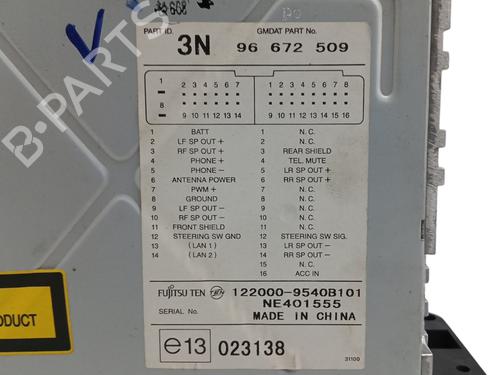 PART ID.
GMDAT PART No.
3N 96 672 509
1 2 3 4 5 6 7 1 2 3 4 5 6 7 8
8 9 10 11 12 13 14 9 10 11 12 13 14 15 16
1 BATT 1 N.C.
2 LF SP OUT + 2 N.C.
3 RF SP OUT + 3 REAR SHIELD
4 PHONE + 4 TEL. MUTE
5 PHONE − 5 LR SP OUT +
6 ANTENNA POWER 6 RR SP OUT +
7 PWM + 7 N.C.
8 GROUND 8 N.C.
9 LF SP OUT − 9 N.C.
10 RF SP OUT − 10 N.C.
11 FRONT SHIELD 11 N.C.
12 STEERING SW GND 12 STEERING SW SIG.
13 (LAN 1) 13 LR SP OUT −
14 (LAN 2) 14 RR SP OUT −
15 N.C.
16 ACC IN
FUJITSU TEN TEN 122000-9540B101
NE401555
SERIAL No. MADE IN CHINA
e13 023138
31100
PRODUCT